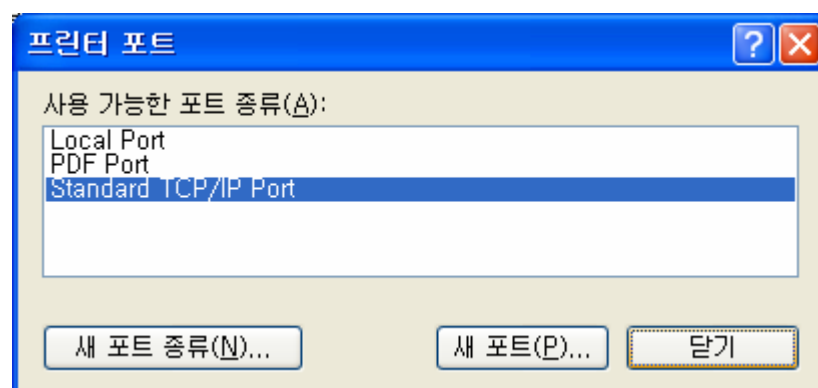 프린터 포트
사용 가능한 포트 종류(A):
Local Port
PDF Port
Standard TCP/IP Port
새 포트 종류(N)... 새 포트(P)... 닫기